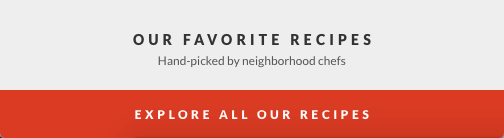 OUR FAVORITE RECIPES
Hand-picked by neighborhood chefs
EXPLORE ALL OUR RECIPES